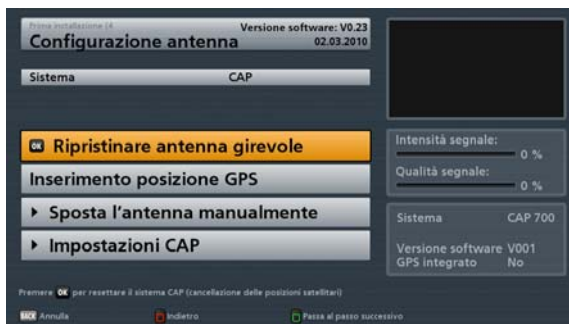 Prima installazione (4
Configurazione antenna
Versione software: V0.23
02.03.2010
Sistema CAP
OK Ripristinare antenna girevole
Inserimento posizione GPS
Sposta l'antenna manualmente
Impostazioni CAP
Intensità segnale:
0 %
Qualità segnale:
0 %
Sistema CAP 700
Versione software V001
GPS integrato No
Premere OK per resettare il sistema CAP (cancellazione delle posizioni satellitari)
BACK Annulla Indietro Passa al passo successivo